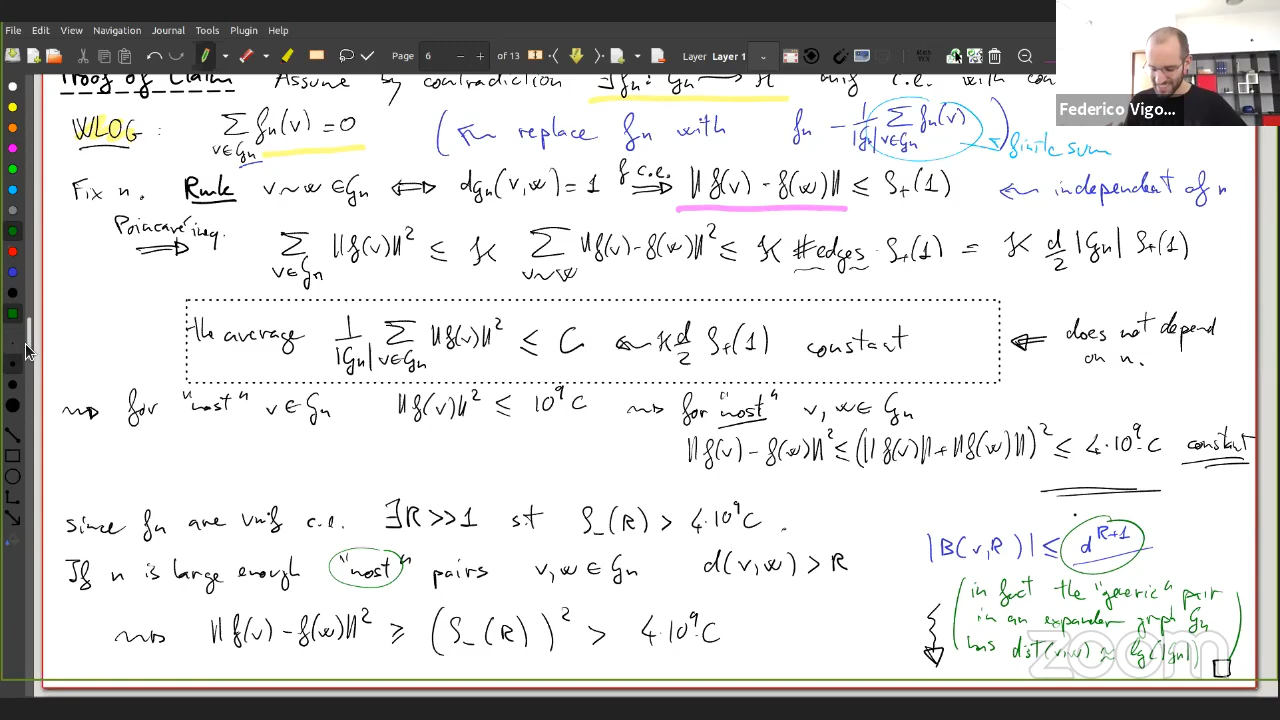 File Edit View Navigation Journal Tools Plugin Help
Page 6 of 13 Layer Layer 1
Proof of Claim Assume by contradiction ∃ fn : Gn → H unif c.e. with con
WLOG : Σ_{v∈Gn} fn(v) = 0 ( replace fn with fn − 1/|Gn| Σ_{v∈Gn} fn(v) ) ← finite sum
Federico Vigo...
Fix n. Rmk v~w ∈ Gn ⟺ d_{Gn}(v,w) = 1 ⟹ (f c.e.) ‖f(v) − f(w)‖ ≤ ρ₊(1) ← independent of n
Poincaré ineq. ⟹ Σ_{v∈Gn} ‖f(v)‖² ≤ K Σ_{v~w} ‖f(v) − f(w)‖² ≤ K #edges · ρ₊(1) = K d/2 |Gn| ρ₊(1)
the average 1/|Gn| Σ_{v∈Gn} ‖f(v)‖² ≤ C ← K d/2 ρ₊(1) constant ⇐ does not depend on n.
⇝ for "most" v ∈ Gn ‖f(v)‖² ≤ 10⁹ C ⇝ for "most" v, w ∈ Gn
‖f(v) − f(w)‖² ≤ (‖f(v)‖ + ‖f(w)‖)² ≤ 4·10⁹·C constant
since fn are unif c.e. ∃R >> 1 st ρ₋(R) > 4·10⁹C .
|B(v,R)| ≤ d^{R+1}
If n is large enough "most" pairs v, w ∈ Gn d(v,w) > R
⇝ ‖f(v) − f(w)‖² ≥ (ρ₋(R))² > 4·10⁹C
( in fact the "generic" pair
in an expander graph Gn
has dist(v,w) ≈ lg(|Gn|) ) □
zoom